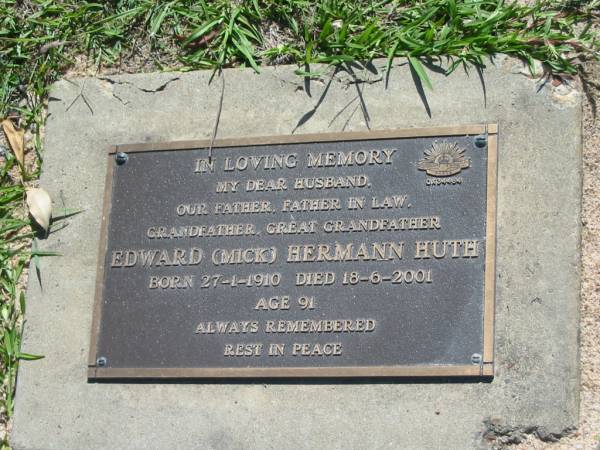 IN LOVING MEMORY
MY DEAR HUSBAND,
OUR FATHER, FATHER IN LAW,
GRANDFATHER, GREAT GRANDFATHER
EDWARD (MICK) HERMANN HUTH
BORN 27-1-1910 DIED 18-6-2001
AGE 91
ALWAYS REMEMBERED
REST IN PEACE